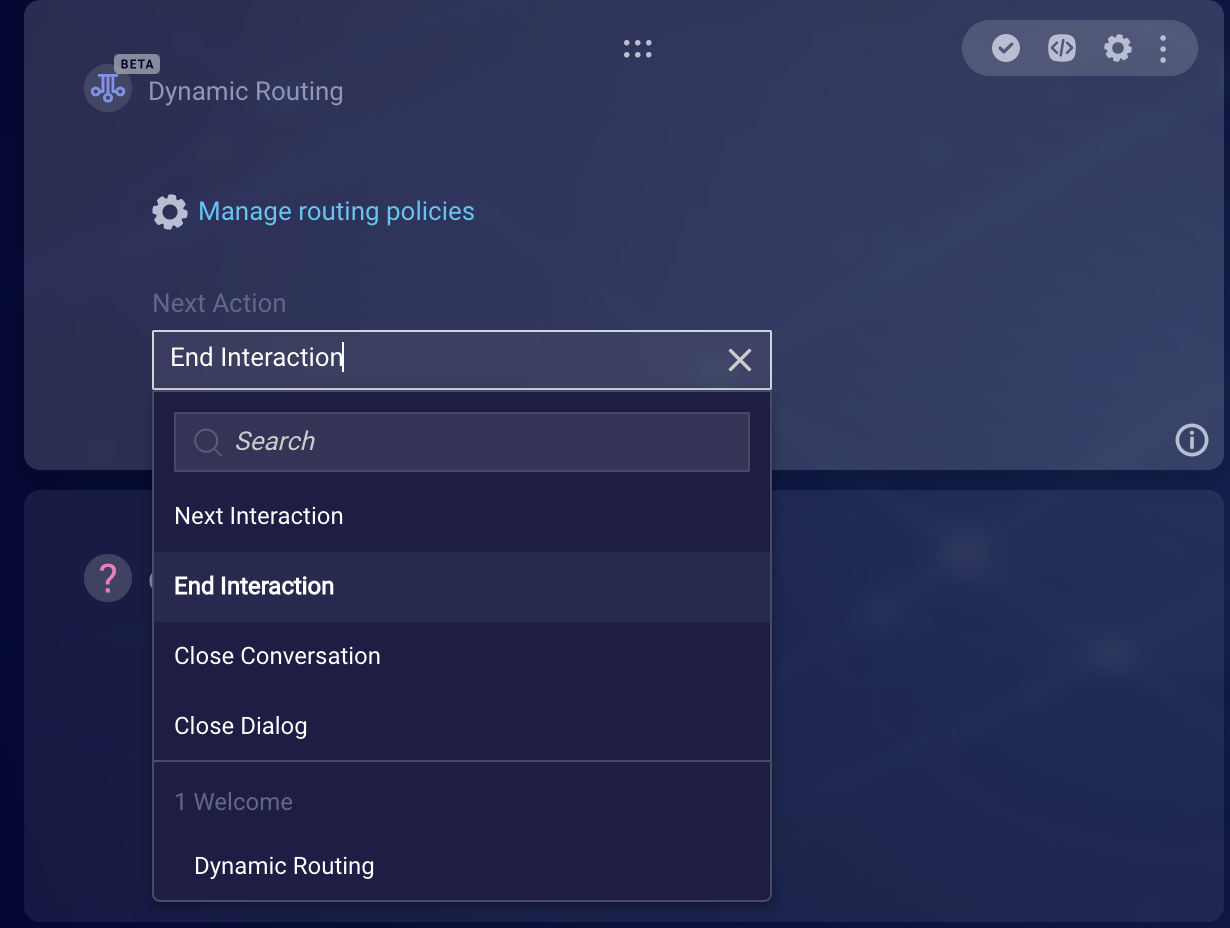 BETA
Dynamic Routing
Manage routing policies
Next Action
End Interaction
Search
Next Interaction
End Interaction
Close Conversation
Close Dialog
1 Welcome
Dynamic Routing